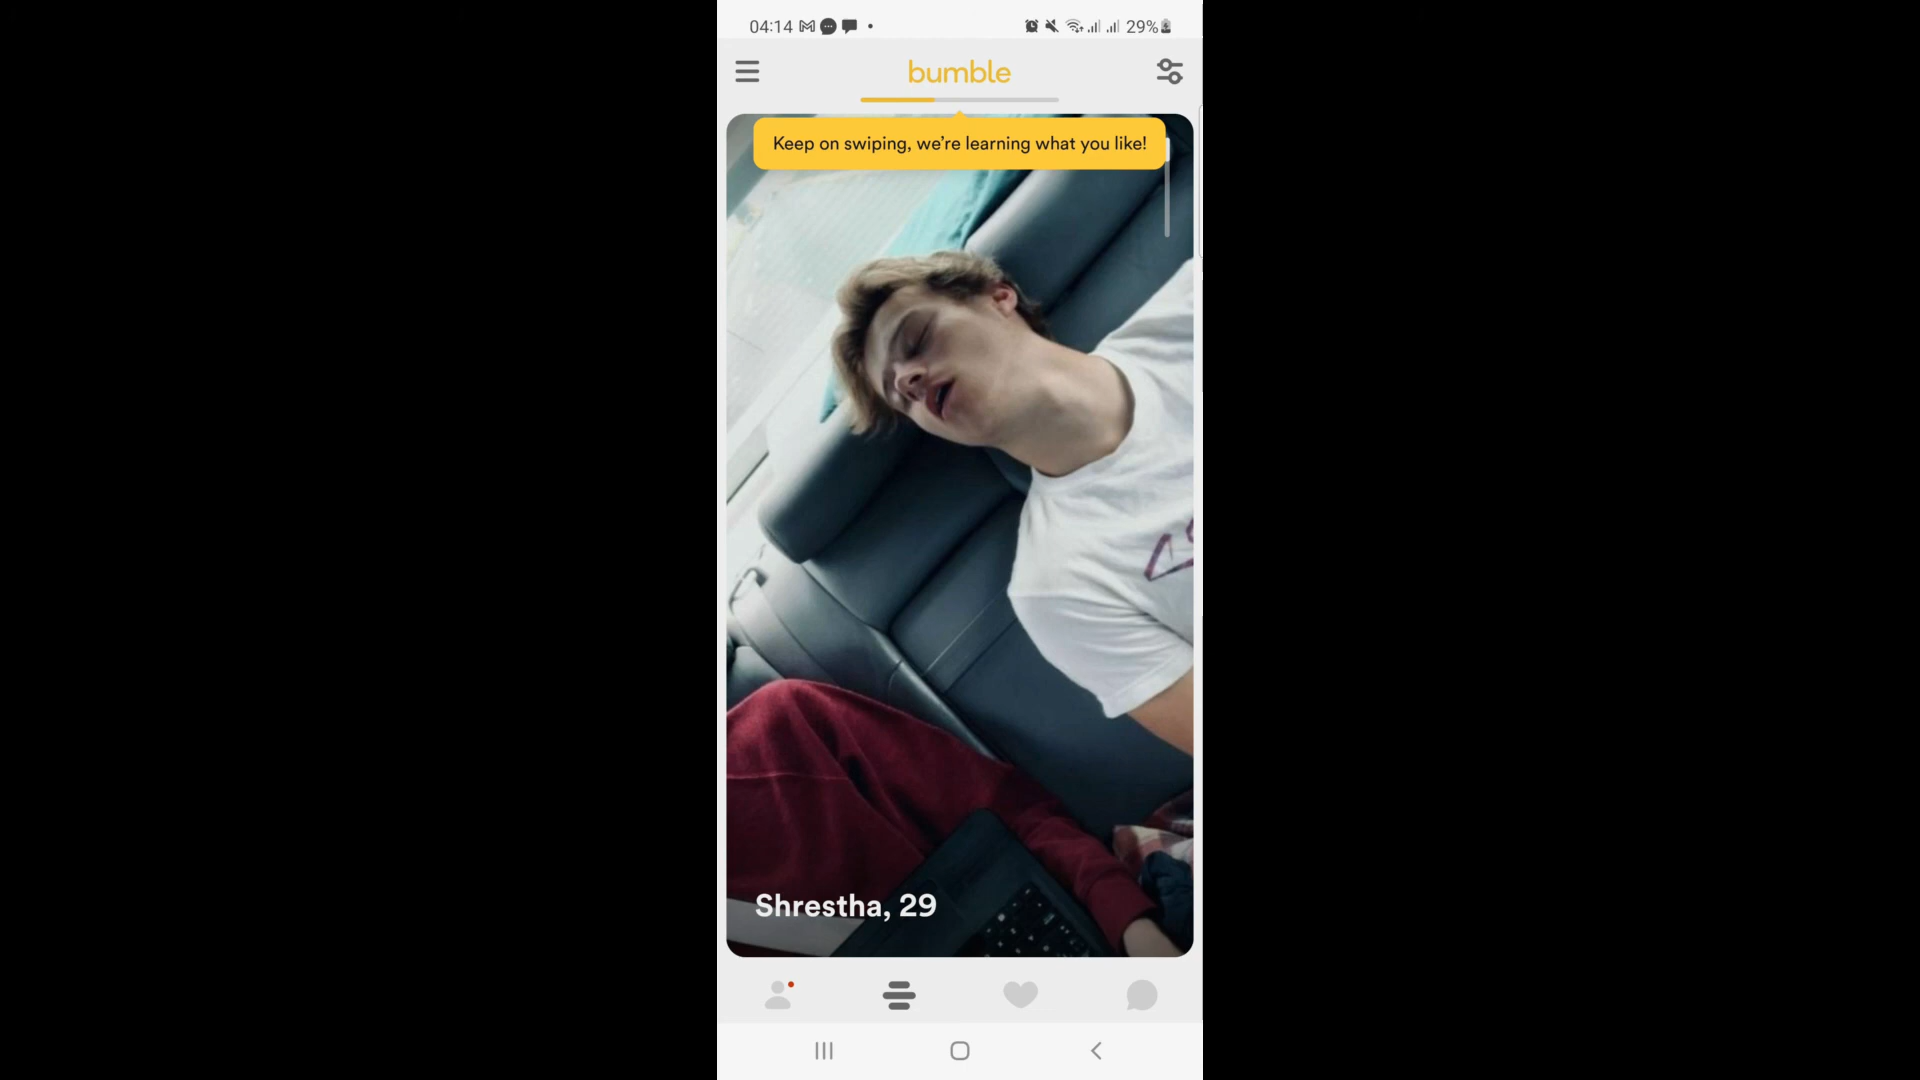 04:14
29%
bumble
Keep on swiping, we're learning what you like!
Shrestha, 29